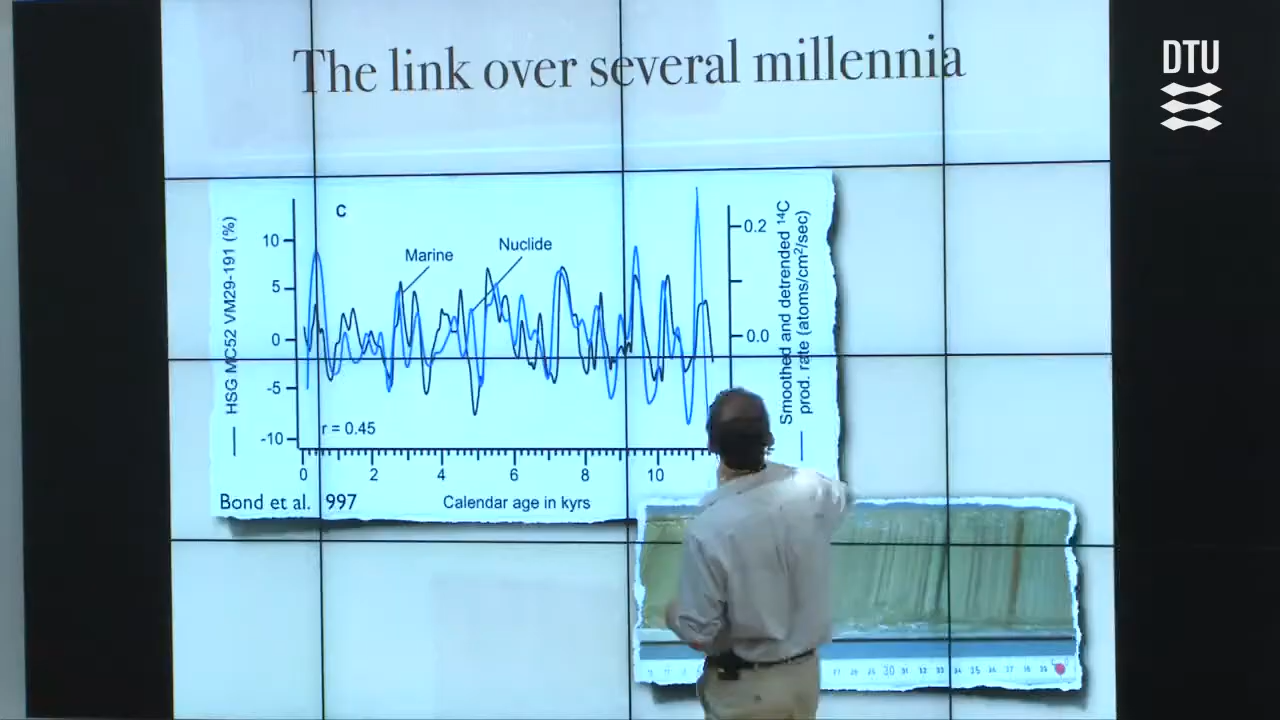 The link over several millennia
DTU
C
Marine
Nuclide
HSG MC52 VM29-191 (%)
10
5
0
-5
-10
0.2
0.0
Smoothed and detrended ¹⁴C
prod. rate (atoms/cm²/sec)
r = 0.45
0 2 4 6 8 10
Calendar age in kyrs
Bond et al. 997
30 31